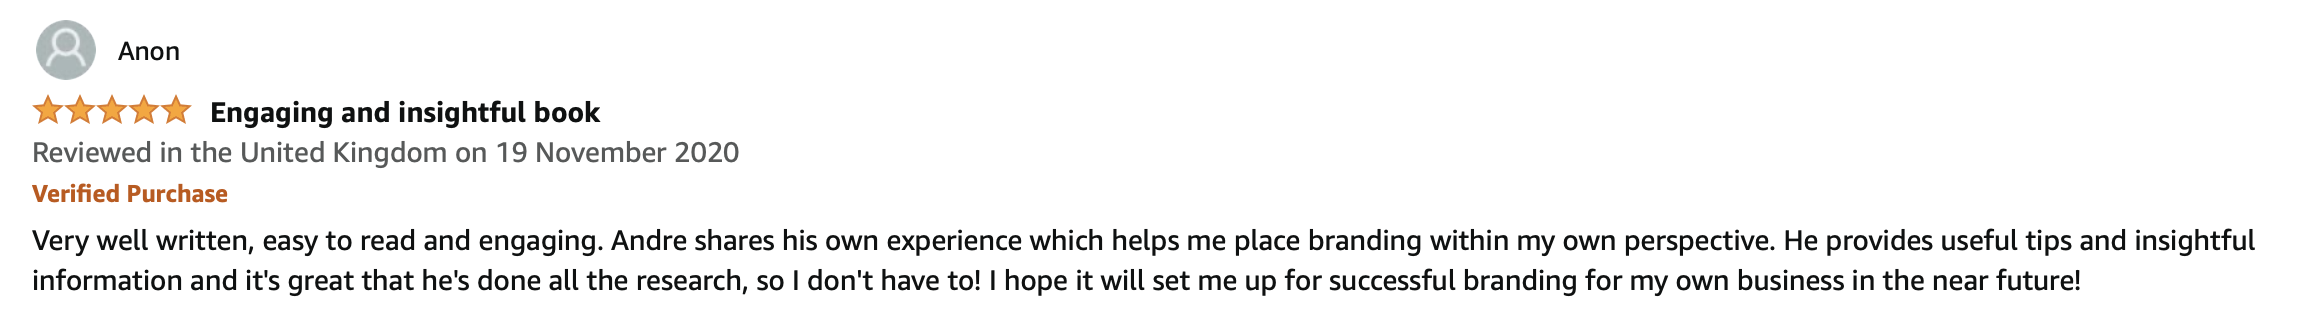 Anon
Engaging and insightful book
Reviewed in the United Kingdom on 19 November 2020
Verified Purchase
Very well written, easy to read and engaging. Andre shares his own experience which helps me place branding within my own perspective. He provides useful tips and insightful
information and it's great that he's done all the research, so I don't have to! I hope it will set me up for successful branding for my own business in the near future!